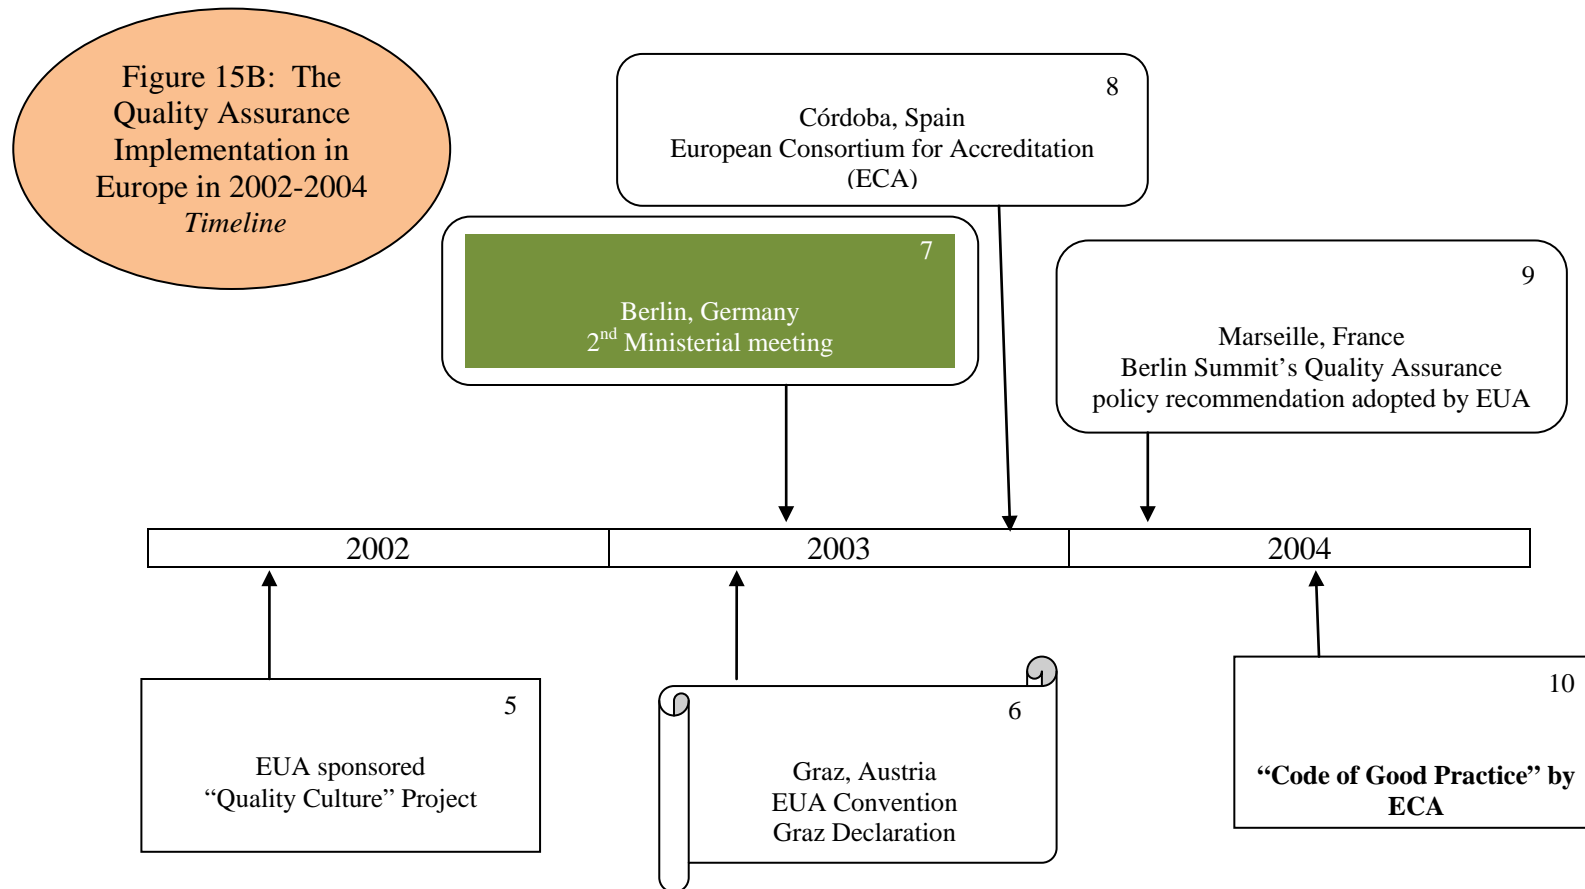 Figure 15B: The
Quality Assurance
Implementation in
Europe in 2002-2004
Timeline
8
Córdoba, Spain
European Consortium for Accreditation
(ECA)
7
Berlin, Germany
2nd Ministerial meeting
9
Marseille, France
Berlin Summit’s Quality Assurance
policy recommendation adopted by EUA
2002
2003
2004
5
EUA sponsored
“Quality Culture” Project
6
Graz, Austria
EUA Convention
Graz Declaration
10
“Code of Good Practice” by
ECA